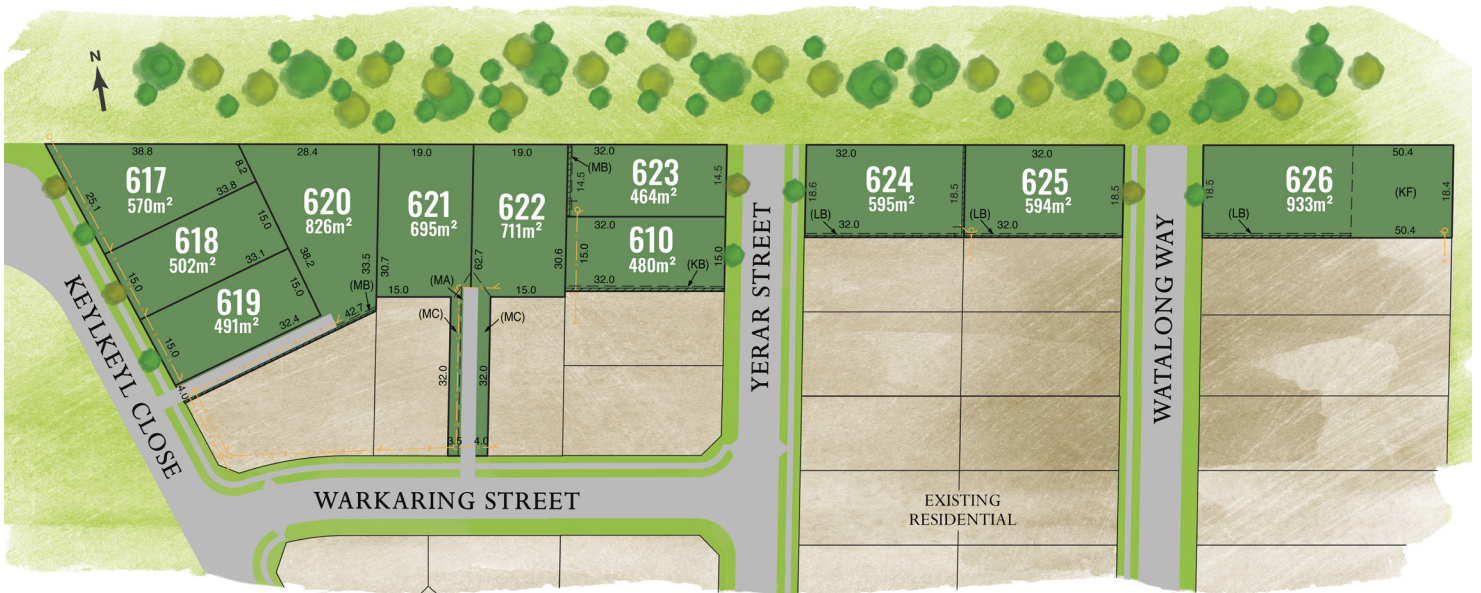 N
38.8
28.4
19.0
19.0
32.0
32.0
32.0
50.4
8.2
(MB)
617
570m²
33.8
25.1
620
826m²
621
695m²
622
711m²
14.5
623
464m²
14.5
18.6
624
595m²
18.5
625
594m²
18.5
18.5
626
933m²
(KF)
18.4
15.0
618
502m²
32.0
(LB)
32.0
(LB)
32.0
(LB)
50.4
33.1
38.2
33.5
30.7
62.7
30.6
15.0
610
480m²
15.0
15.0
619
491m²
15.0
(MB)
(MA)
32.0
(KB)
15.0
15.0
42.7
32.4
(MC)
(MC)
15.0
32.0
32.0
4.0
3.5
4.0
KEYLKEYL CLOSE
WARKARING STREET
YERAR STREET
WATALONG WAY
EXISTING
RESIDENTIAL